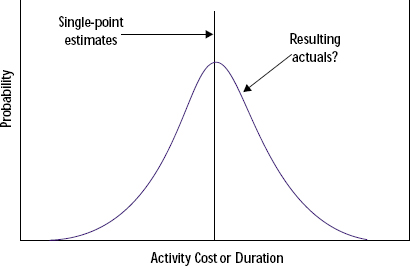 Single-point
estimates
Resulting
actuals?
Probability
Activity Cost or Duration